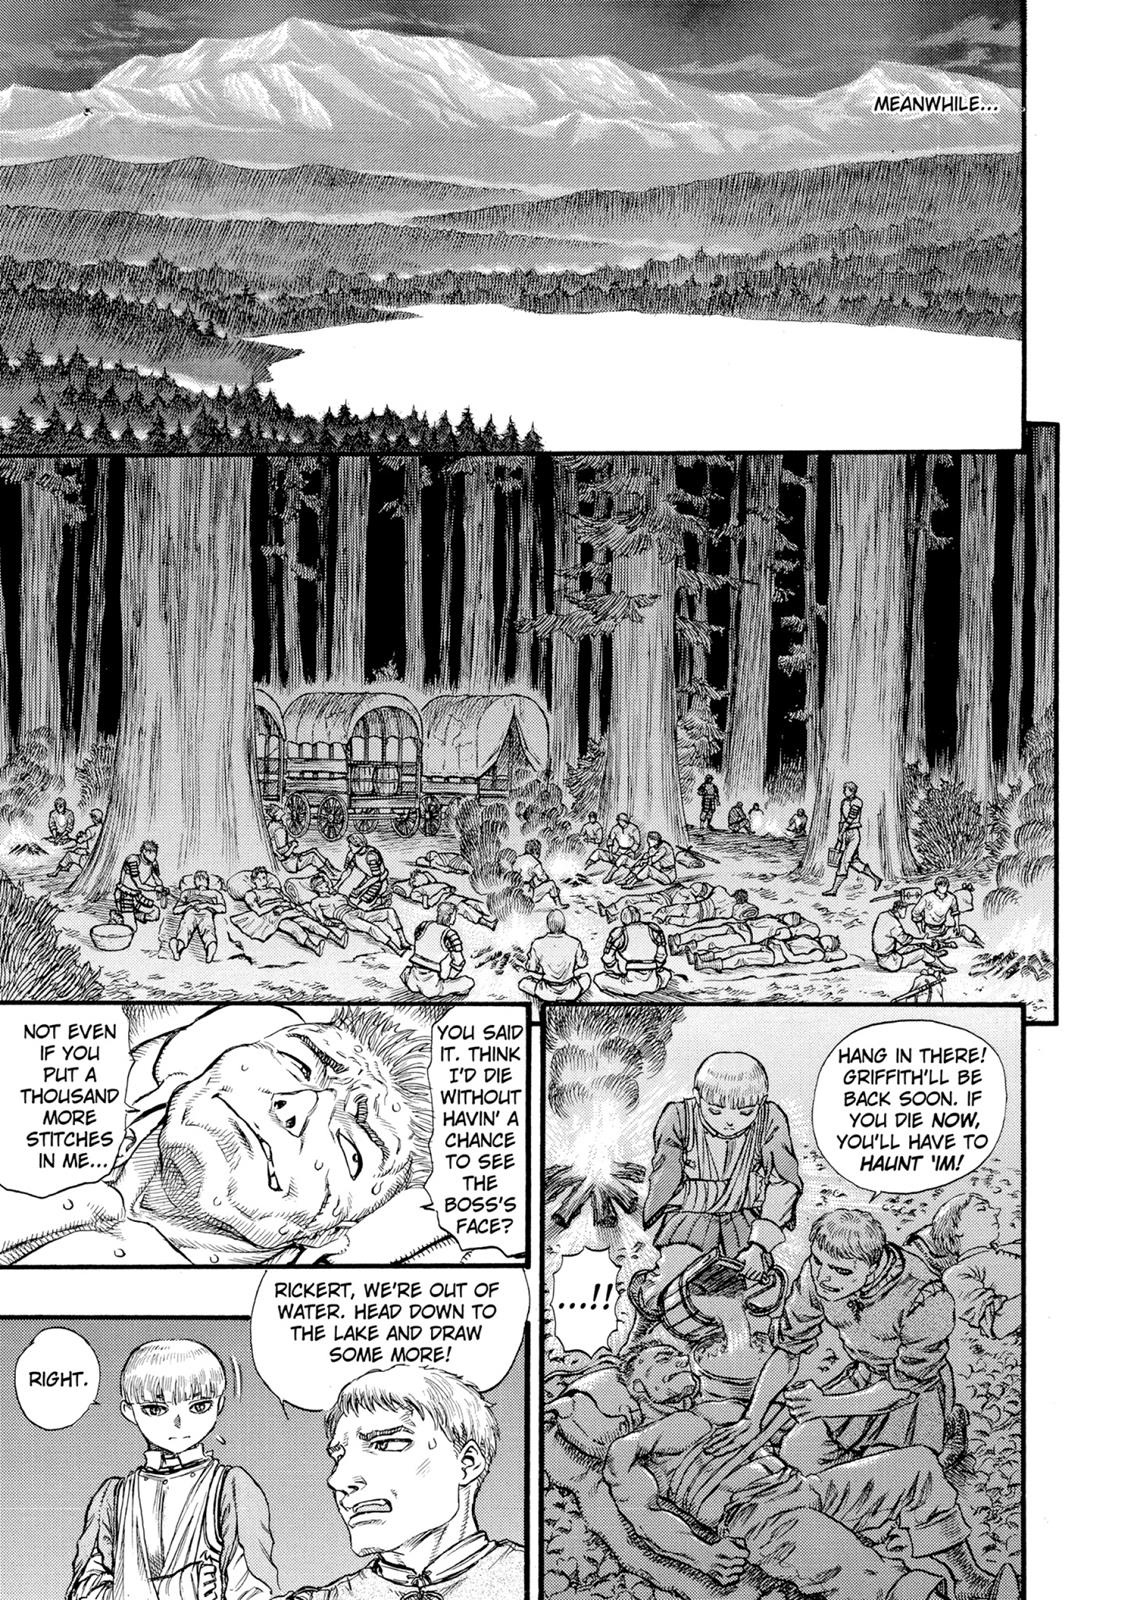 MEANWHILE...
HANG IN THERE!
GRIFFITH'LL BE
BACK SOON. IF
YOU DIE NOW,
YOU'LL HAVE TO
HAUNT 'IM!
...!!
YOU SAID
IT. THINK
I'D DIE
WITHOUT
HAVIN' A
CHANCE
TO SEE
THE
BOSS'S
FACE?
NOT EVEN
IF YOU
PUT A
THOUSAND
MORE
STITCHES
IN ME...
RICKERT, WE'RE OUT OF
WATER. HEAD DOWN TO
THE LAKE AND DRAW
SOME MORE!
RIGHT.